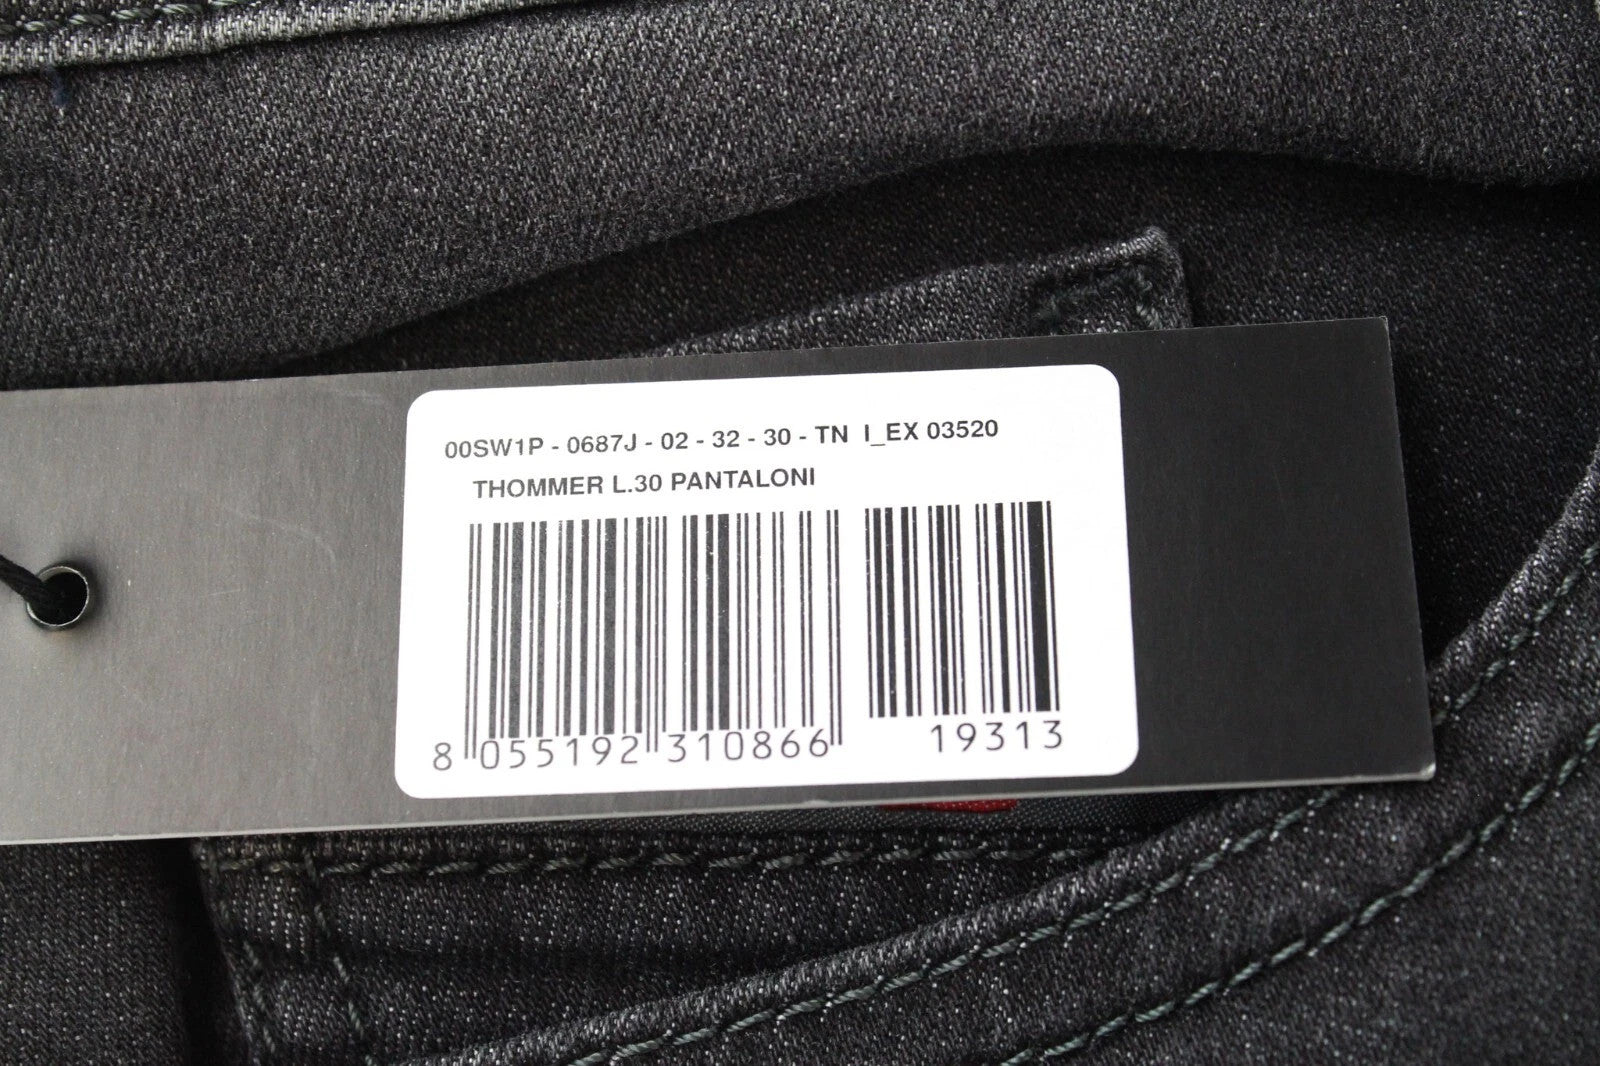 00SW1P - 0687J - 02 - 32 - 30 - TN I_EX 03520
THOMMER L.30 PANTALONI
8 055192 310866 19313